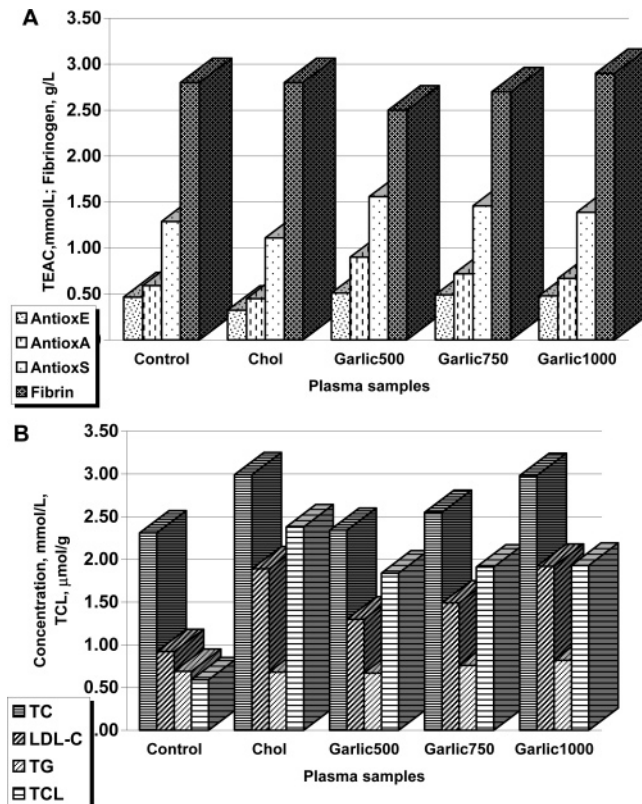 A
3.50
3.00
2.50
2.00
1.50
1.00
0.50
TEAC,mmolL; Fibrinogen, g/L
AntioxE
AntioxA
AntioxS
Fibrin
Control Chol Garlic500 Garlic750 Garlic1000
Plasma samples
B
3.50
3.00
2.50
2.00
1.50
1.00
0.50
.00
Concentration, mmol/L,
TCL, μmol/g
TC
LDL-C
TG
TCL
Control Chol Garlic500 Garlic750 Garlic1000
Plasma samples